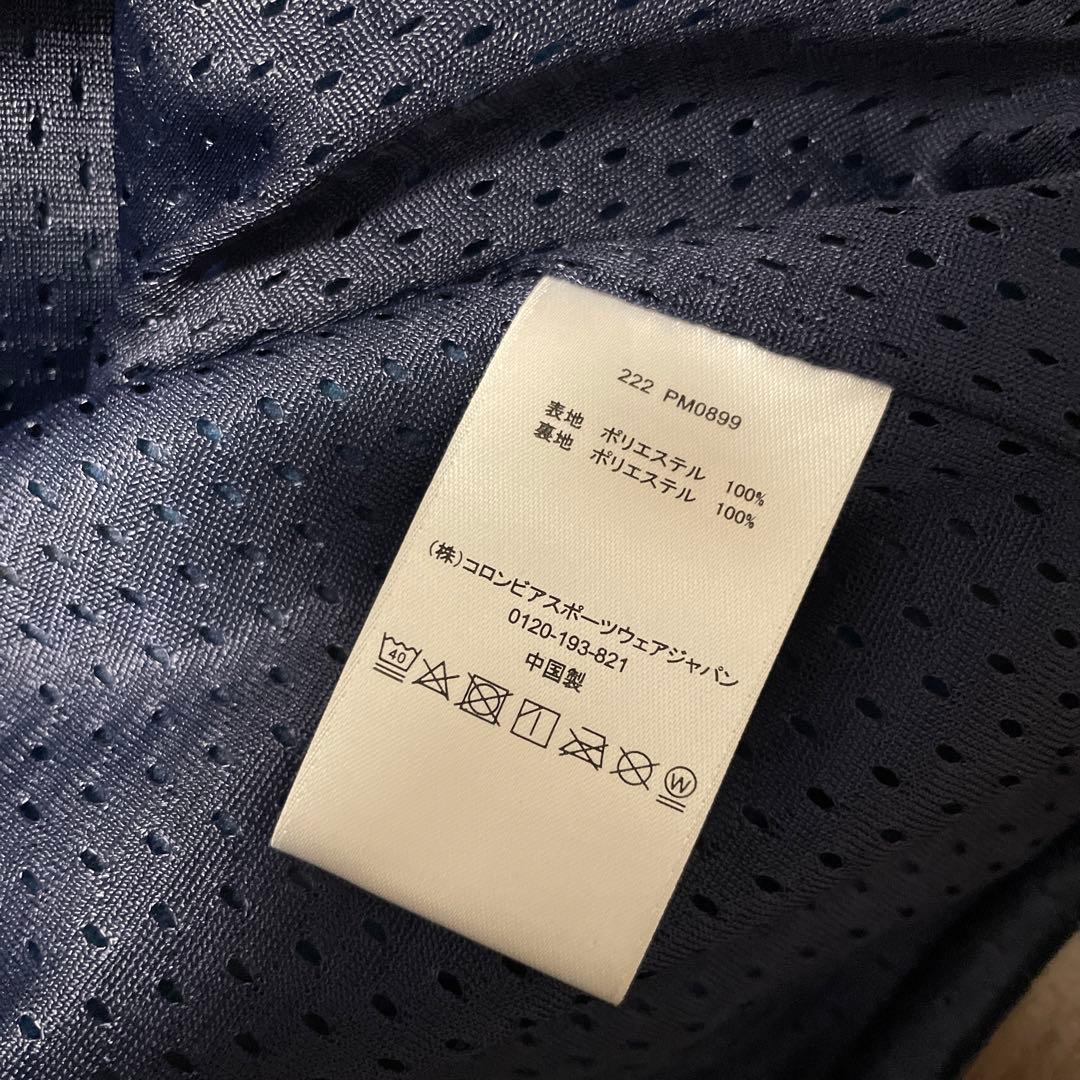 222 PM0899
表地 ポリエステル 100%
裏地 ポリエステル 100%
(株)コロンビアスポーツウェアジャパン
0120-193-821
中国製
40
W